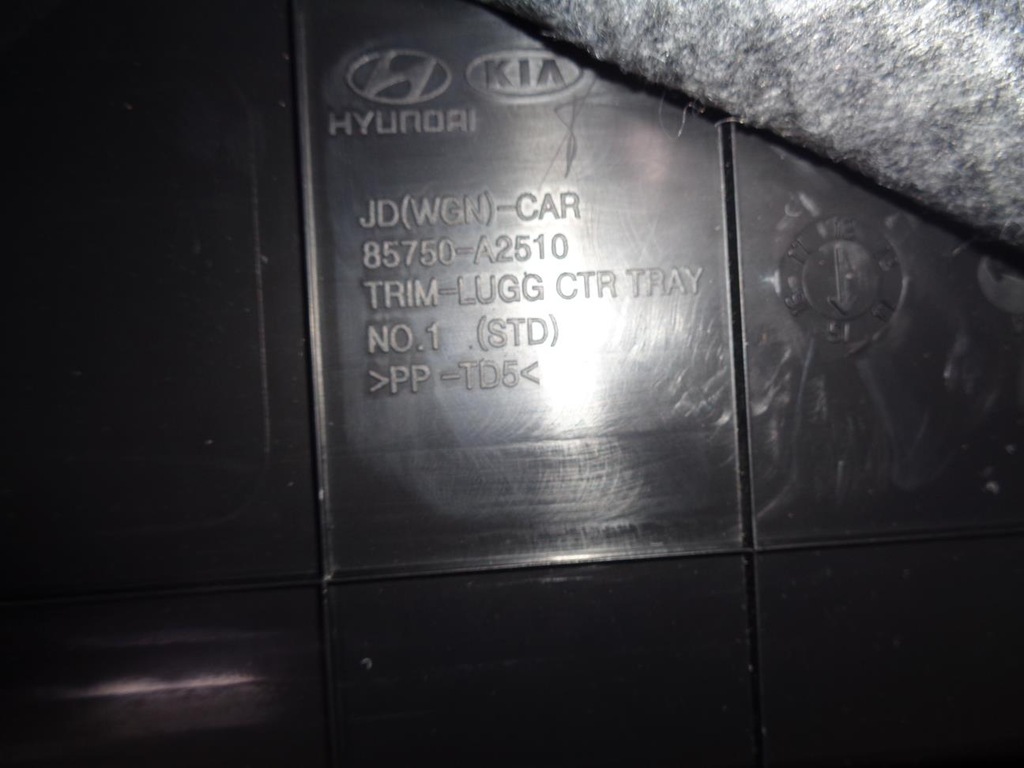 KIA
HYUNDAI
JD(WGN)-CAR
85750-A2510
TRIM-LUGG CTR TRAY
NO.1 .(STD)
>PP-TD5<